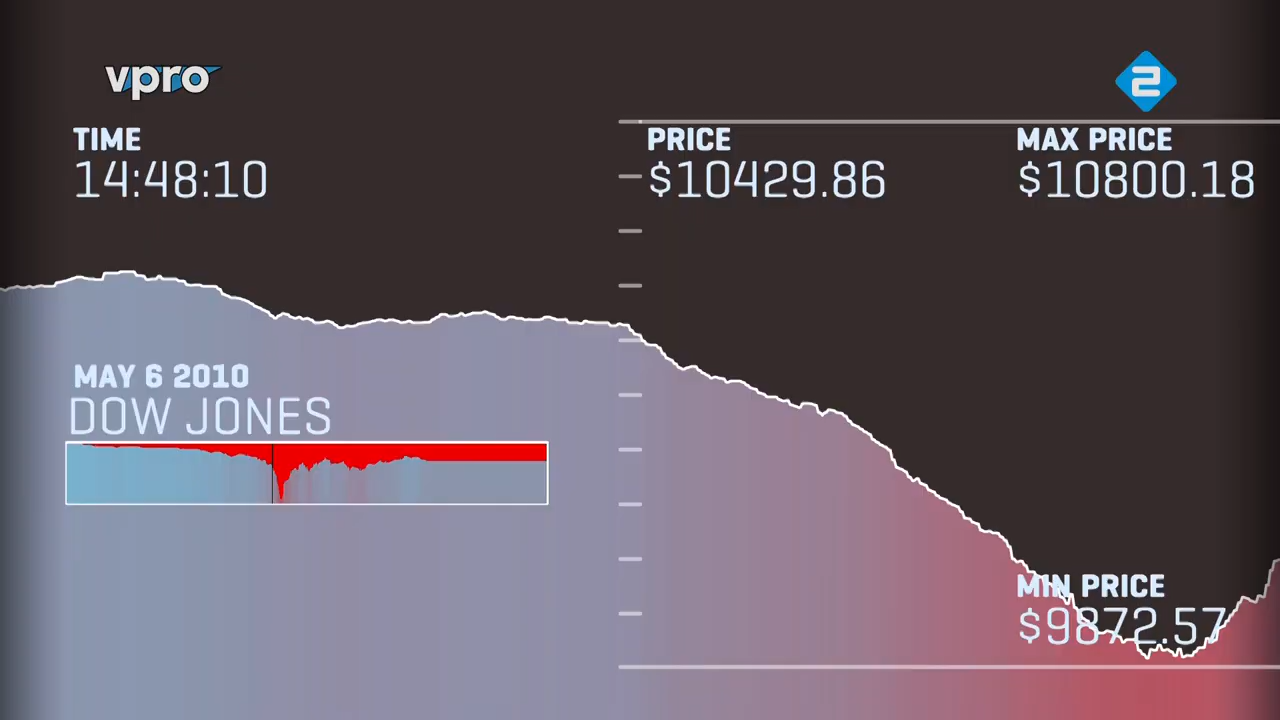 vpro
2
TIME
14:48:10
PRICE
$10429.86
MAX PRICE
$10800.18
MAY 6 2010
DOW JONES
MIN PRICE
$9872.57